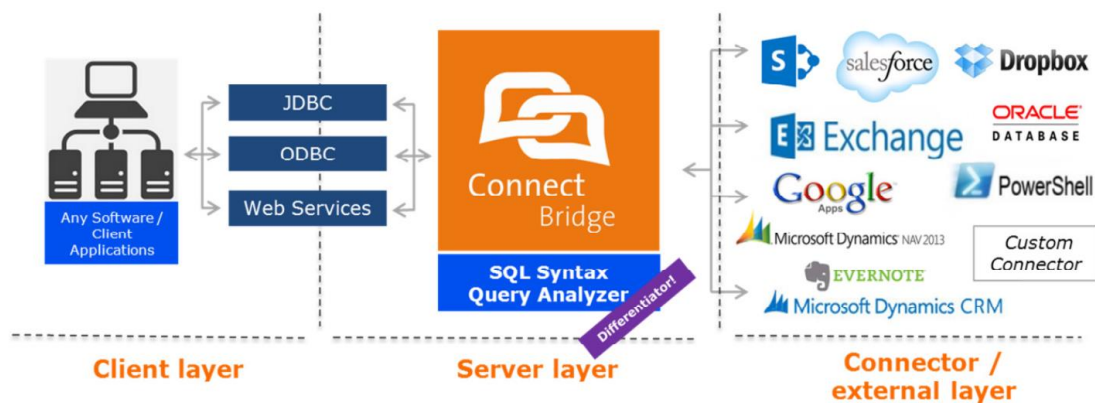 Any Software /
Client
Applications
JDBC
ODBC
Web Services
Connect
Bridge
SQL Syntax
Query Analyzer
Differentiator!
S
salesforce
Dropbox
E Exchange
ORACLE
DATABASE
Google
Apps
PowerShell
Microsoft Dynamics NAV 2013
Custom
Connector
EVERNOTE
Microsoft Dynamics CRM
Client layer
Server layer
Connector /
external layer